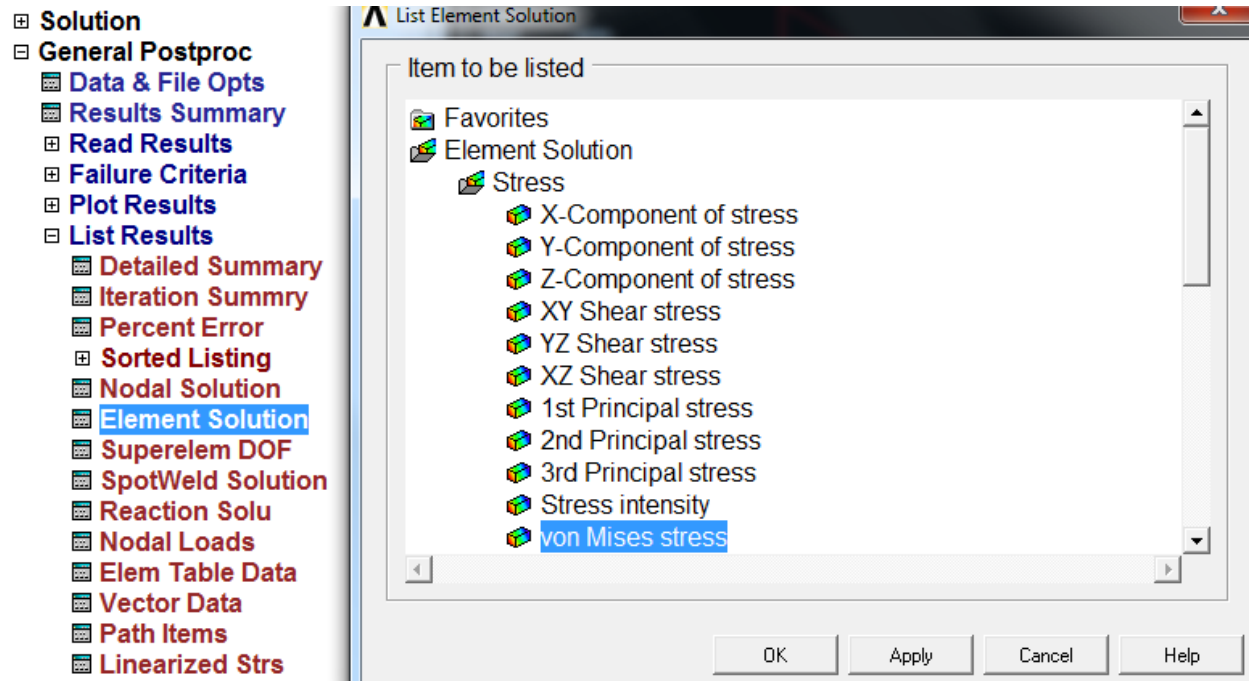 Solution
General Postproc
Data & File Opts
Results Summary
Read Results
Failure Criteria
Plot Results
List Results
Detailed Summary
Iteration Summry
Percent Error
Sorted Listing
Nodal Solution
Element Solution
Superelem DOF
SpotWeld Solution
Reaction Solu
Nodal Loads
Elem Table Data
Vector Data
Path Items
Linearized Strs
List Element Solution
Item to be listed
Favorites
Element Solution
Stress
X-Component of stress
Y-Component of stress
Z-Component of stress
XY Shear stress
YZ Shear stress
XZ Shear stress
1st Principal stress
2nd Principal stress
3rd Principal stress
Stress intensity
von Mises stress
OK Apply Cancel Help